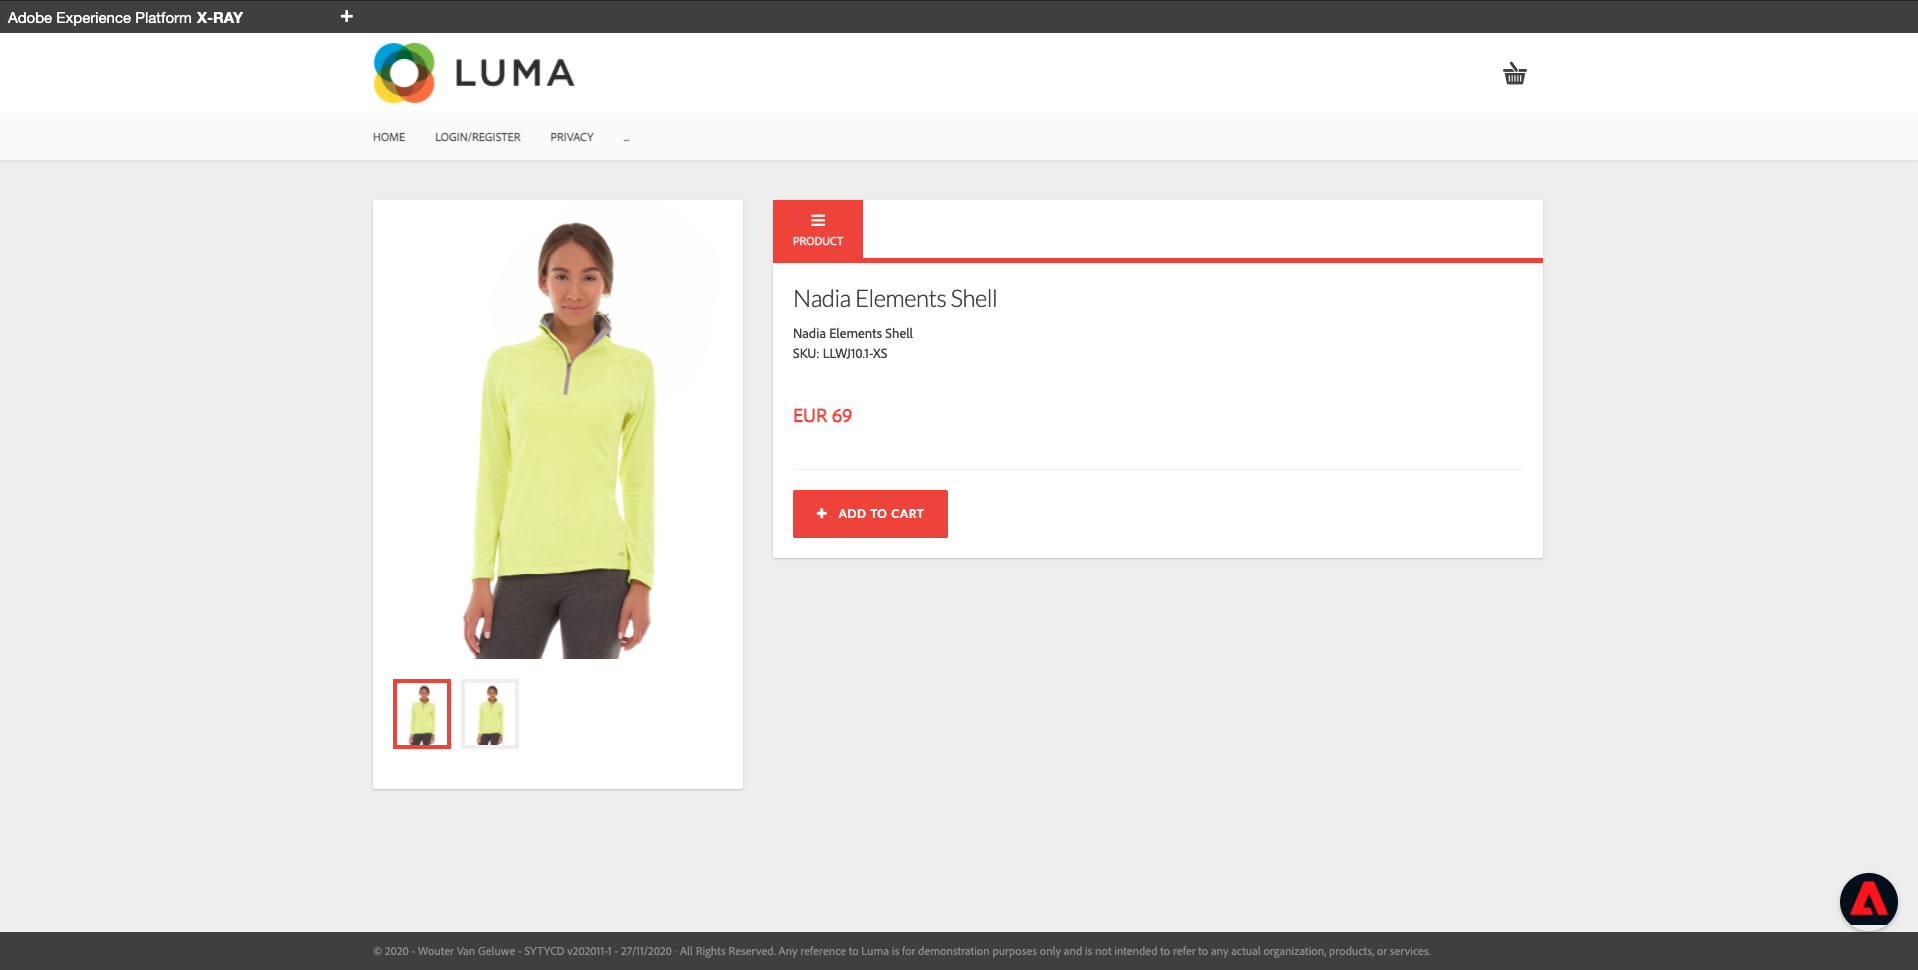 Adobe Experience Platform X-RAY
LUMA
HOME LOGIN/REGISTER PRIVACY ...
PRODUCT
Nadia Elements Shell
Nadia Elements Shell
SKU: LLWJ10.1-XS
EUR 69
ADD TO CART
© 2020 - Wouter Van Geluwe - SYTYCD v202011-1 - 27/11/2020 · All Rights Reserved. Any reference to Luma is for demonstration purposes only and is not intended to refer to any actual organization, products, or services.